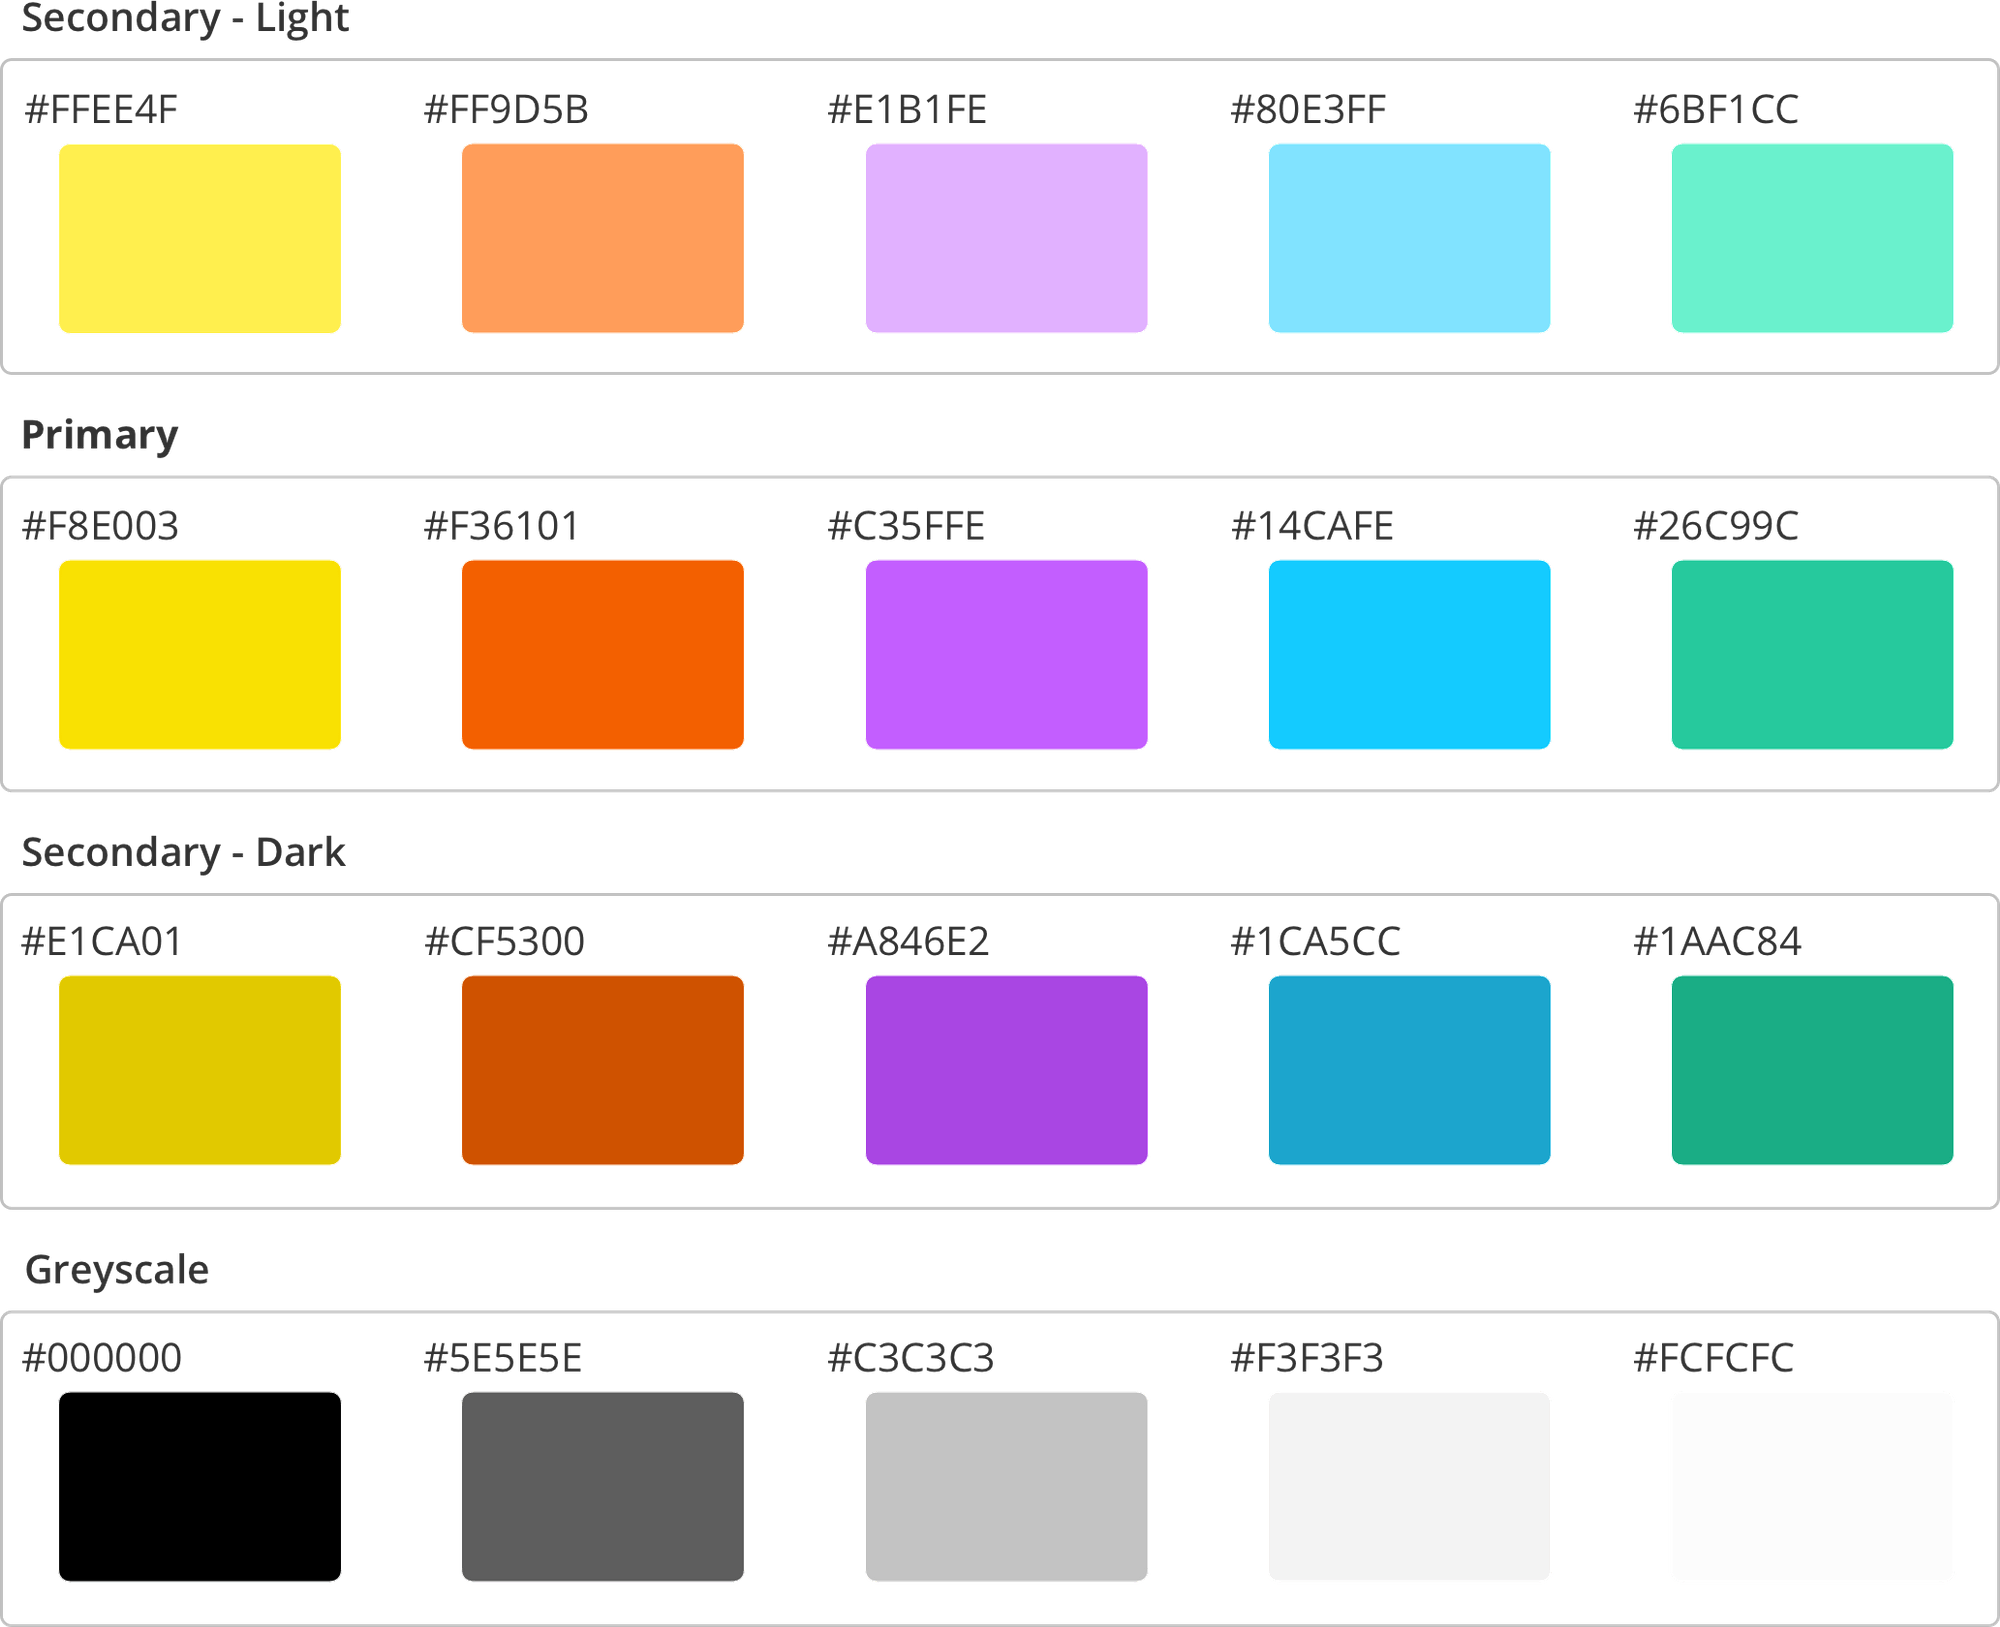 Secondary - Light
#FFEE4F #FF9D5B #E1B1FE #80E3FF #6BF1CC
Primary
#F8E003 #F36101 #C35FFE #14CAFE #26C99C
Secondary - Dark
#E1CA01 #CF5300 #A846E2 #1CA5CC #1AAC84
Greyscale
#000000 #5E5E5E #C3C3C3 #F3F3F3 #FCFCFC